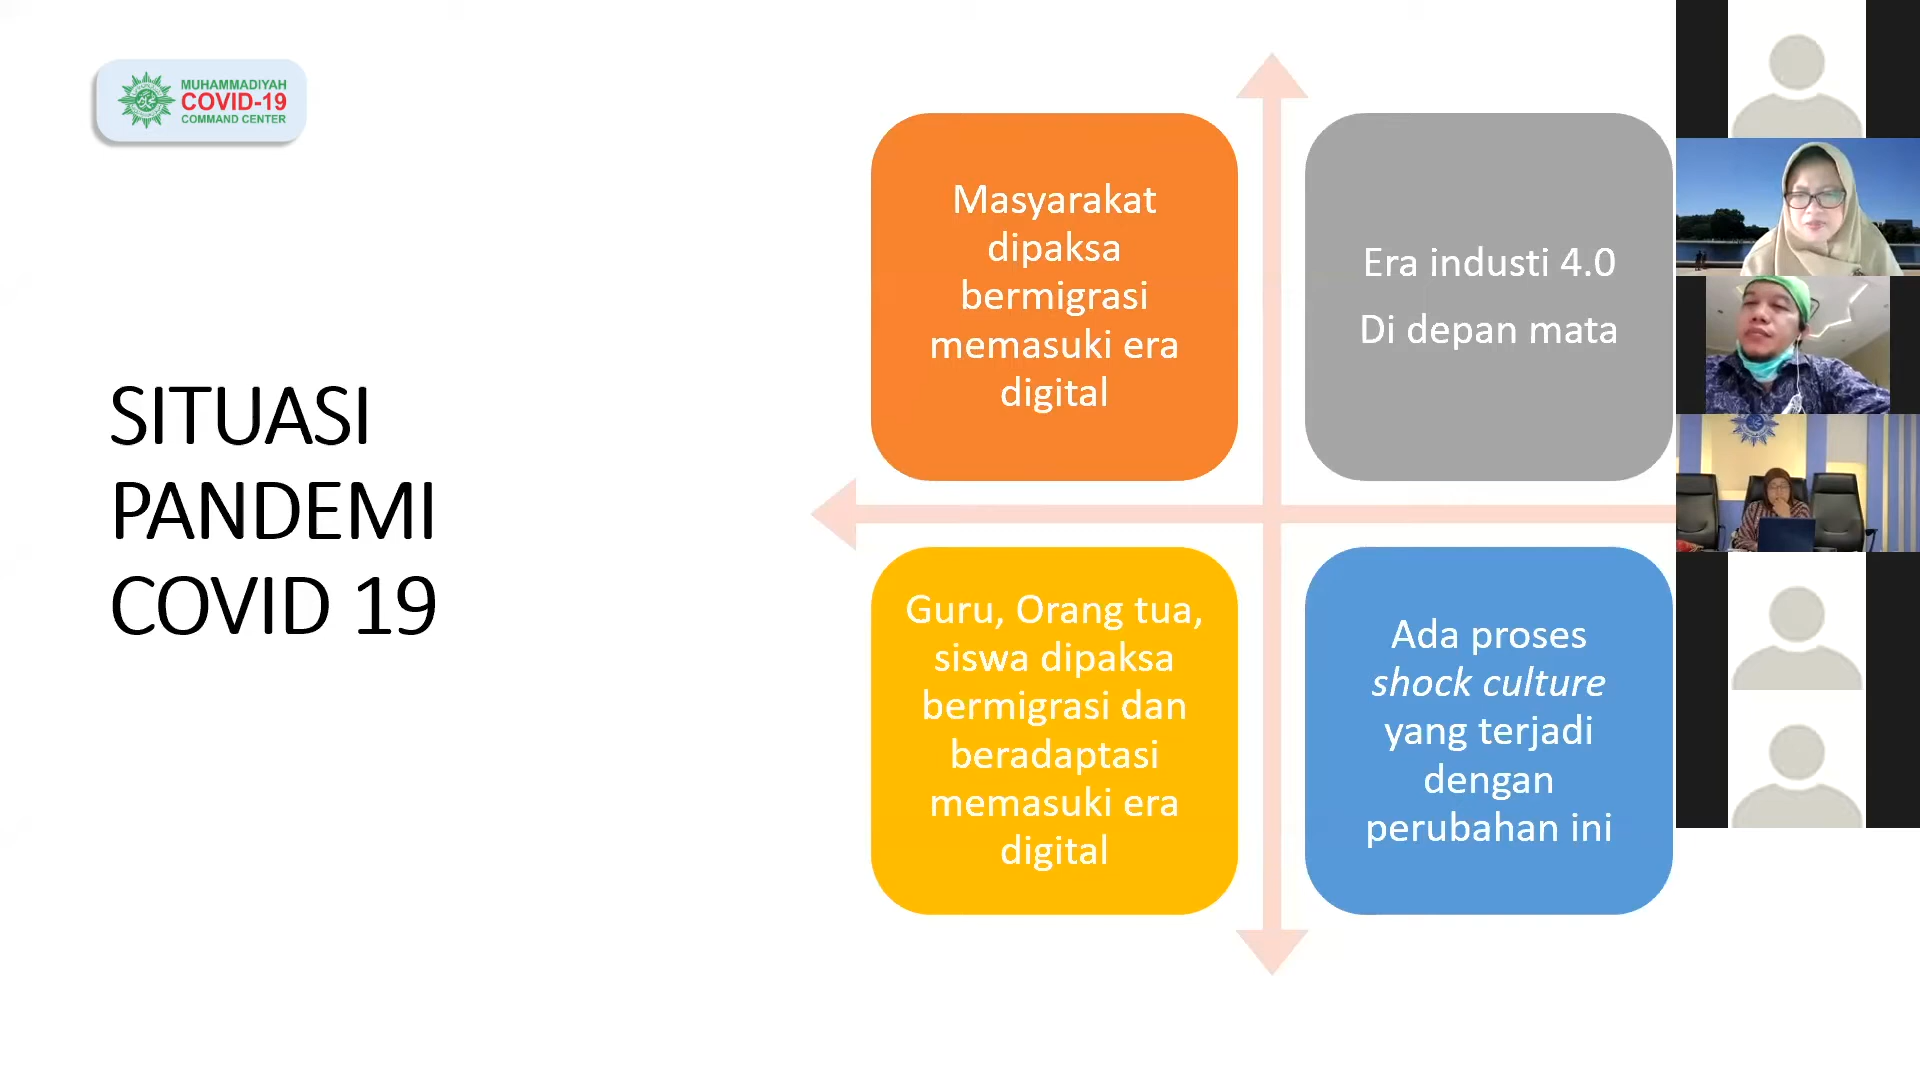 MUHAMMADIYAH
COVID-19
COMMAND CENTER
SITUASI
PANDEMI
COVID 19
Masyarakat
dipaksa
bermigrasi
memasuki era
digital
Era industi 4.0
Di depan mata
Guru, Orang tua,
siswa dipaksa
bermigrasi dan
beradaptasi
memasuki era
digital
Ada proses
shock culture
yang terjadi
dengan
perubahan ini